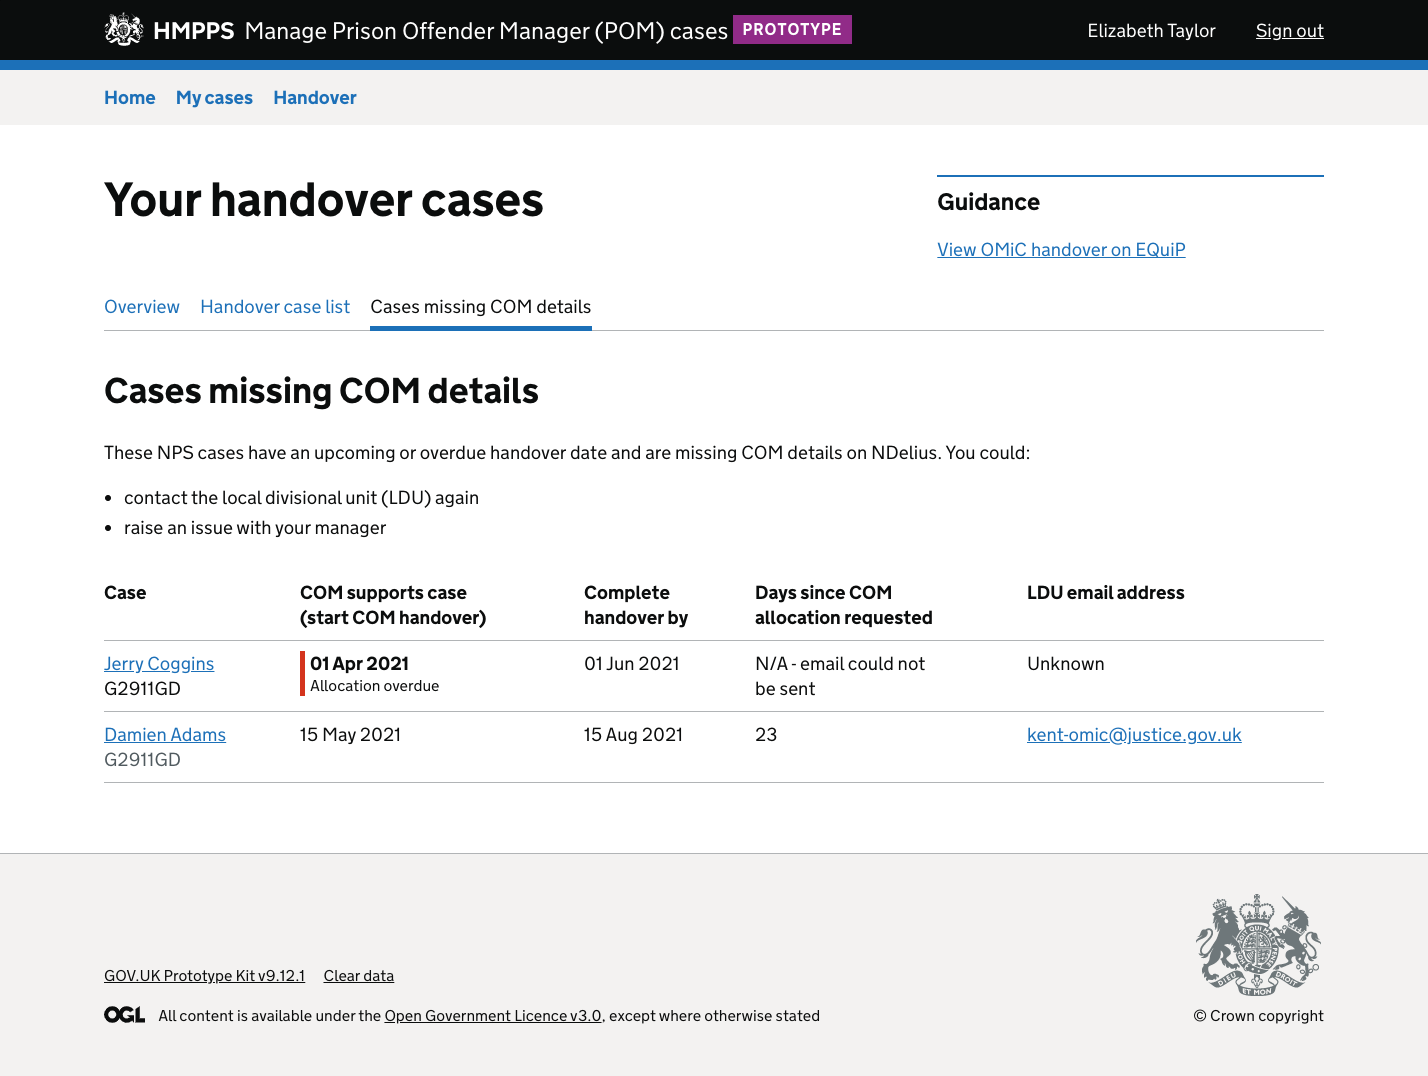 HMPPS Manage Prison Offender Manager (POM) cases PROTOTYPE
Elizabeth Taylor Sign out
Home My cases Handover
Your handover cases
Guidance
View OMiC handover on EQuiP
Overview Handover case list Cases missing COM details
Cases missing COM details
These NPS cases have an upcoming or overdue handover date and are missing COM details on NDelius. You could:
• contact the local divisional unit (LDU) again
• raise an issue with your manager
Case COM supports case (start COM handover) Complete handover by Days since COM allocation requested LDU email address
Jerry Coggins G2911GD 01 Apr 2021 Allocation overdue 01 Jun 2021 N/A - email could not be sent Unknown
Damien Adams G2911GD 15 May 2021 15 Aug 2021 23 kent-omic@justice.gov.uk
GOV.UK Prototype Kit v9.12.1 Clear data
OGL All content is available under the Open Government Licence v3.0, except where otherwise stated
© Crown copyright